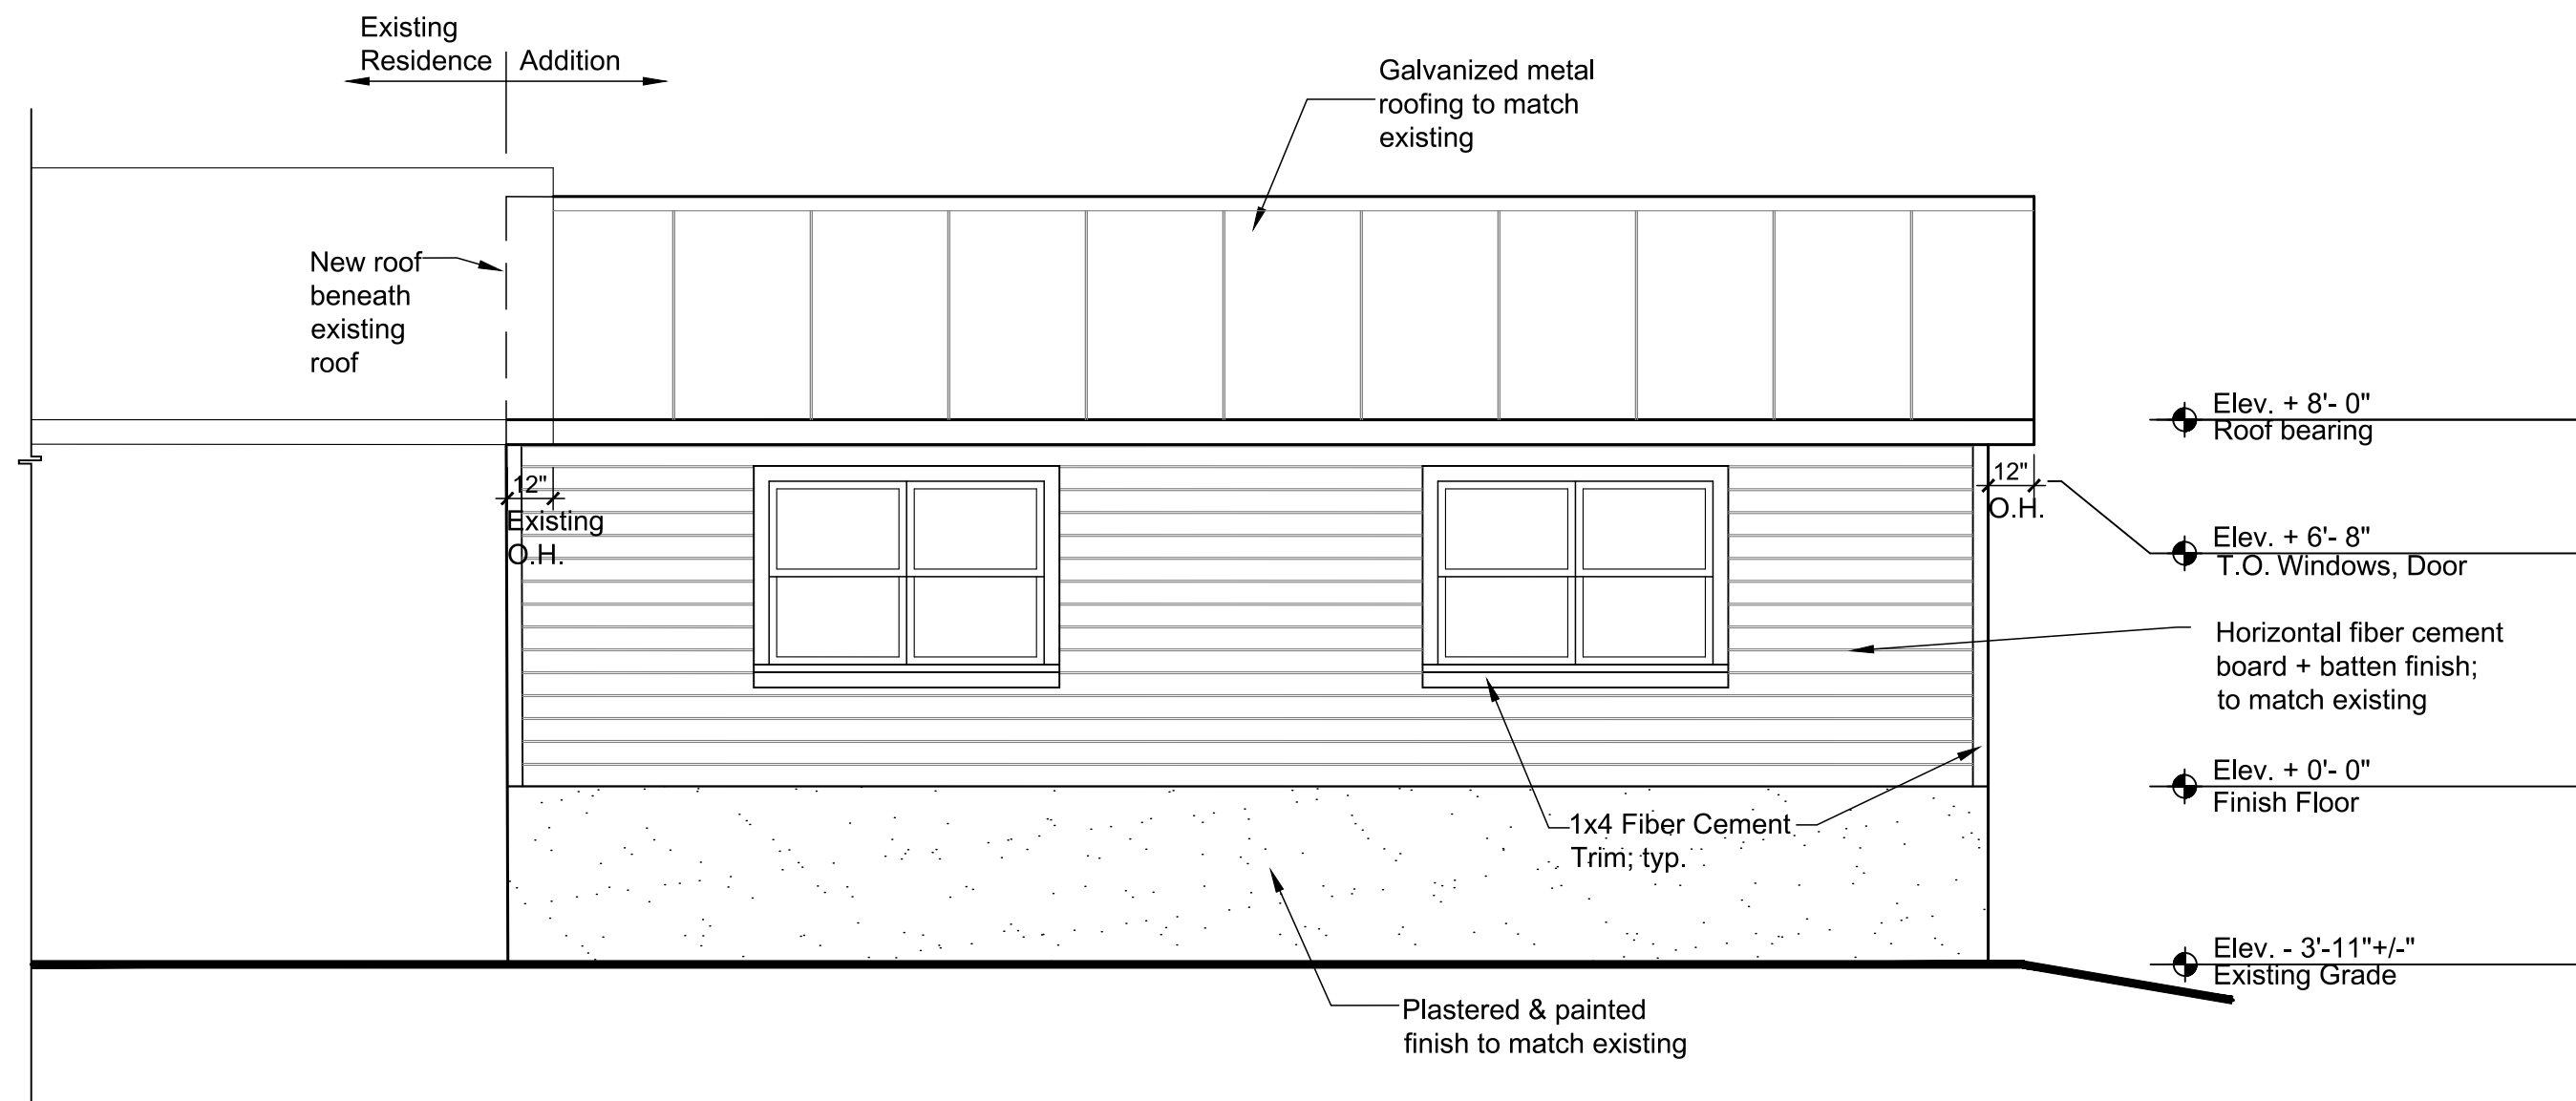 Existing
Residence
Addition
Galvanized metal
roofing to match
existing
New roof
beneath
existing
roof
Elev. + 8'- 0"
Roof bearing
12"
Existing
O.H.
12"
O.H.
Elev. + 6'- 8"
T.O. Windows, Door
Horizontal fiber cement
board + batten finish;
to match existing
Elev. + 0'- 0"
Finish Floor
1x4 Fiber Cement
Trim; typ.
Elev. - 3'-11"+/-"
Existing Grade
Plastered & painted
finish to match existing